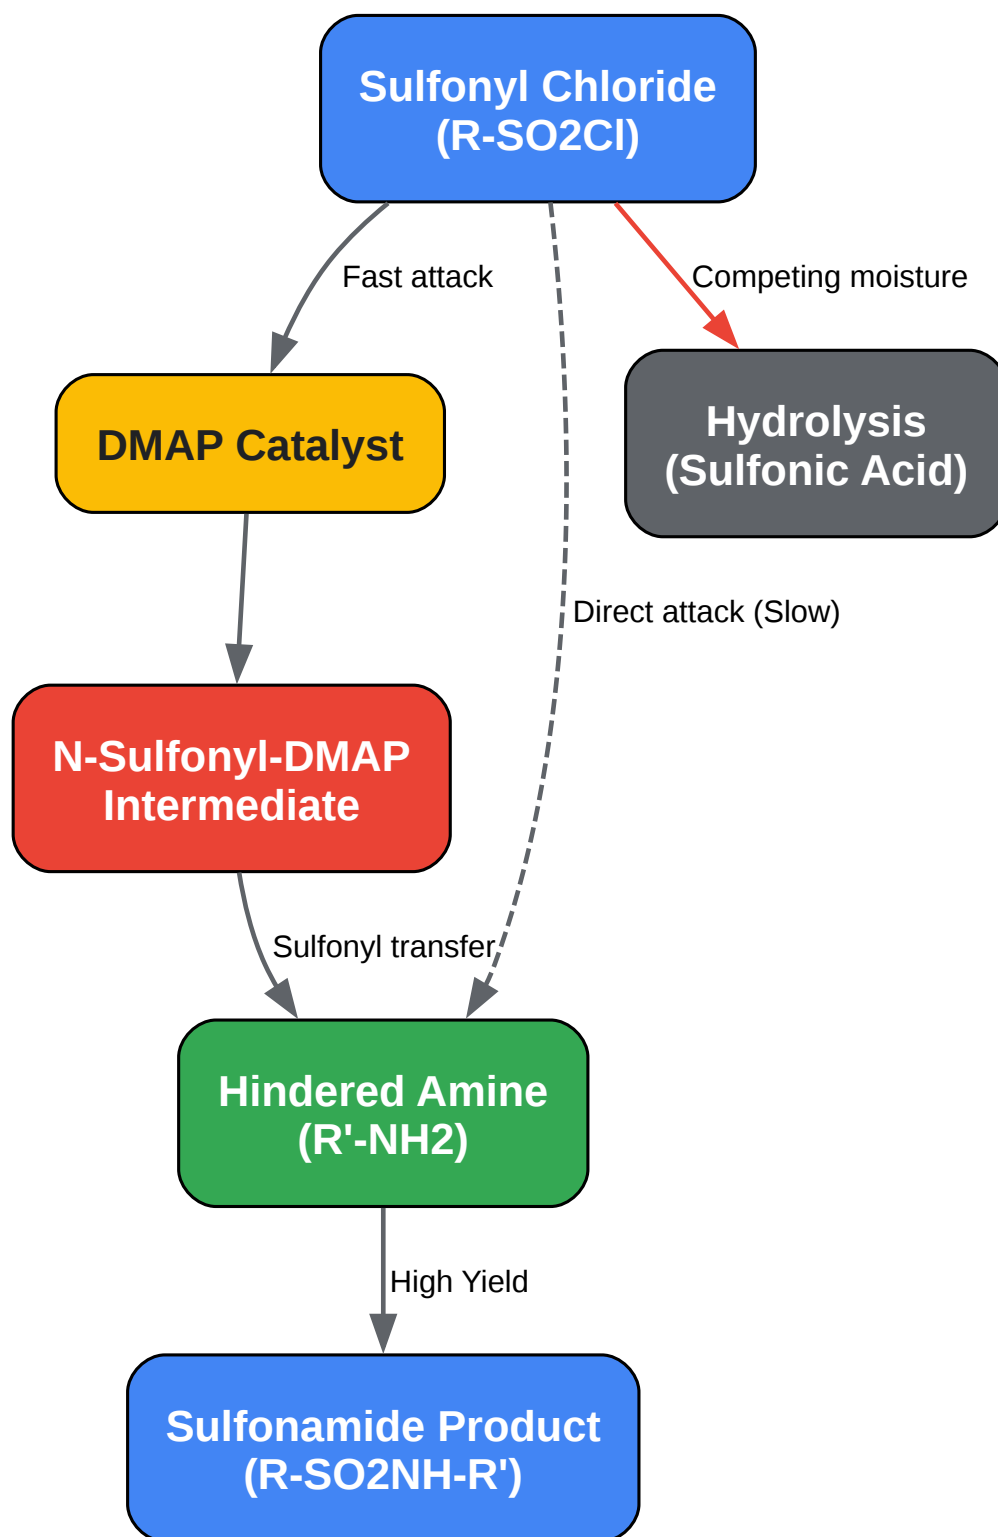 Sulfonyl Chloride
(R-SO2Cl)
Fast attack
Competing moisture
DMAP Catalyst
Hydrolysis
(Sulfonic Acid)
Direct attack (Slow)
N-Sulfonyl-DMAP
Intermediate
Sulfonyl transfer
Hindered Amine
(R'-NH2)
High Yield
Sulfonamide Product
(R-SO2NH-R')